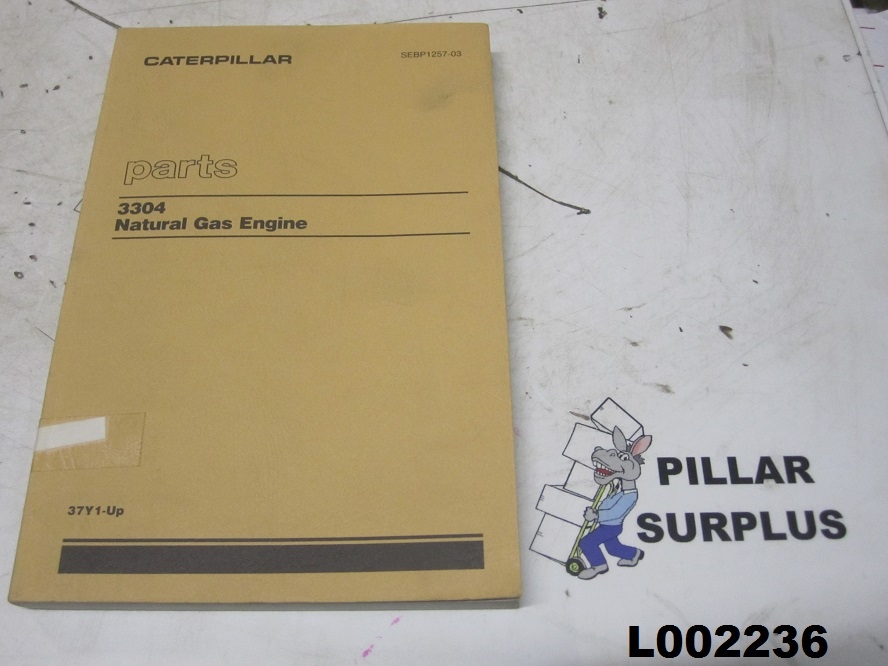 CATERPILLAR
SEBP1257-03
parts
3304
Natural Gas Engine
37Y1-Up
PILLAR
SURPLUS
L002236